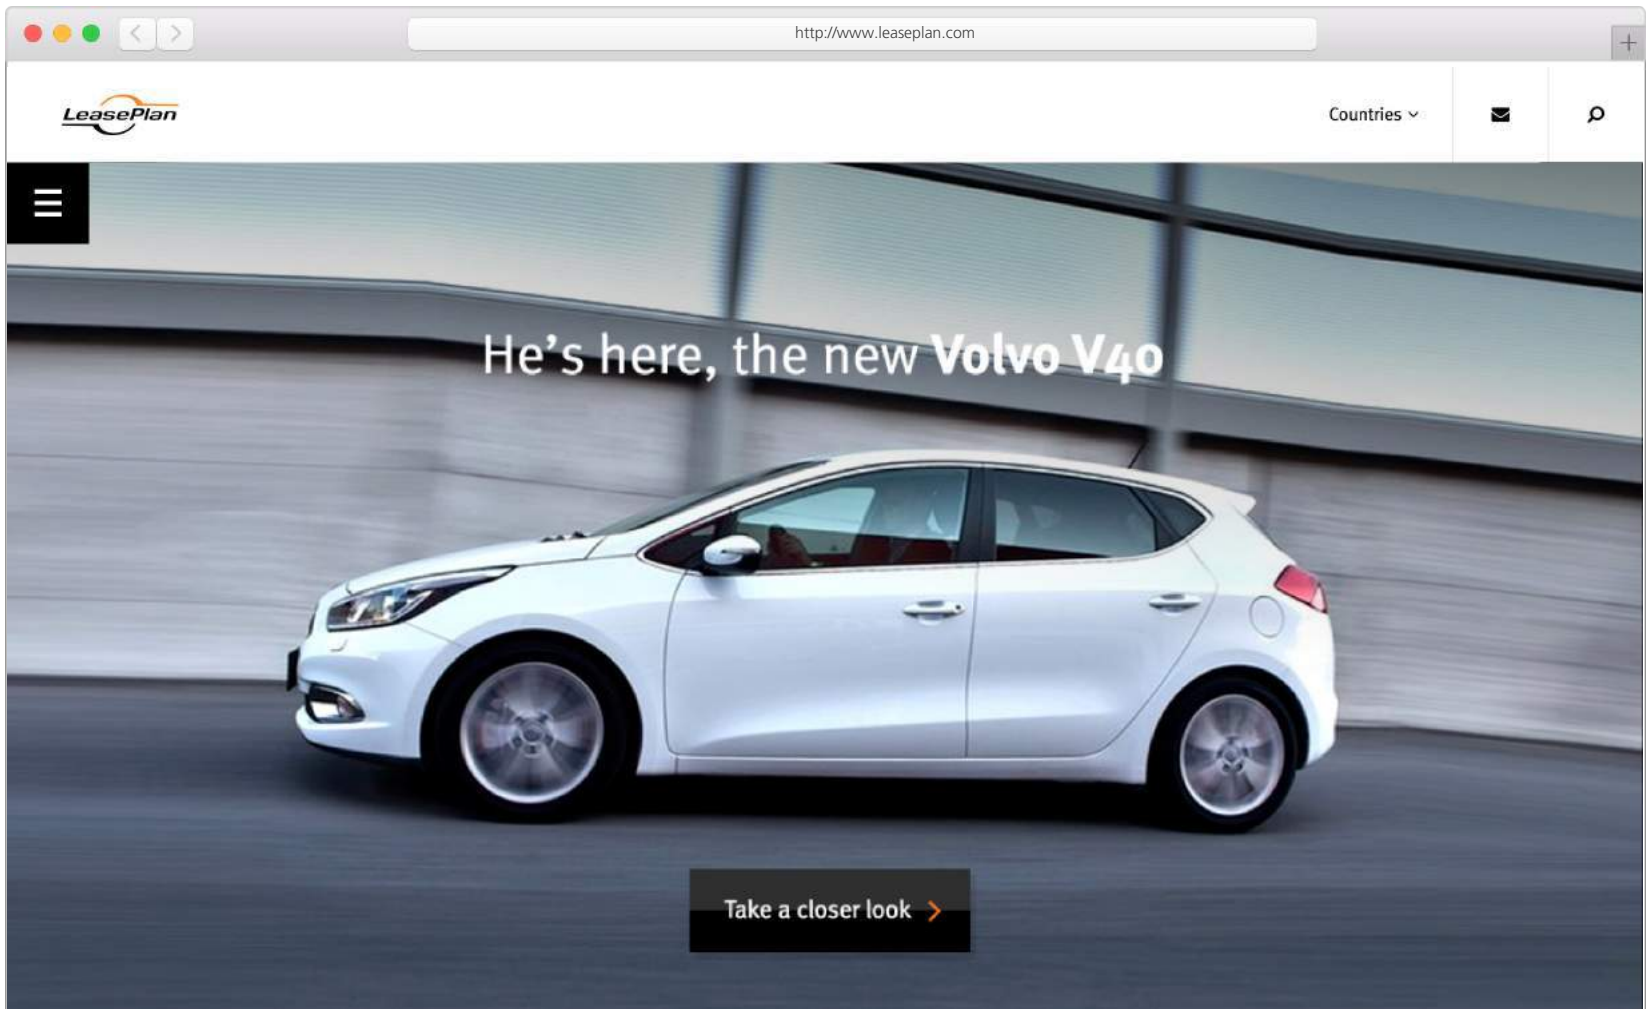 http://www.leaseplan.com
LeasePlan
Countries
He's here, the new Volvo V40
Take a closer look